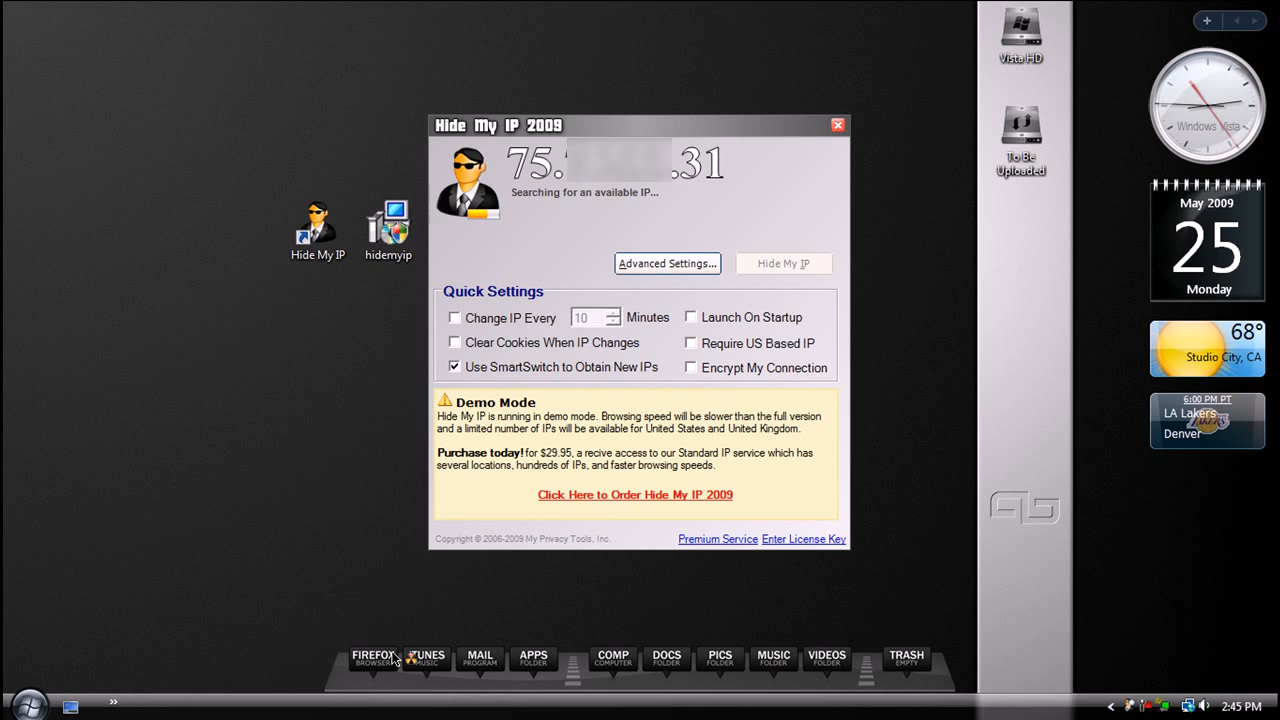 Vista HD
To Be
Uploaded
Hide My IP
hidemyip
Hide My IP 2009
75.
.31
Searching for an available IP...
Advanced Settings...
Hide My IP
Quick Settings
Change IP Every
10
Minutes
Launch On Startup
Clear Cookies When IP Changes
Require US Based IP
Use SmartSwitch to Obtain New IPs
Encrypt My Connection
Demo Mode
Hide My IP is running in demo mode. Browsing speed will be slower than the full version
and a limited number of IPs will be available for United States and United Kingdom.
Purchase today! for $29.95, a recive access to our Standard IP service which has
several locations, hundreds of IPs, and faster browsing speeds.
Click Here to Order Hide My IP 2009
Copyright © 2006-2009 My Privacy Tools, Inc.
Premium Service
Enter License Key
Windows Vista
May 2009
25
Monday
68°
Studio City, CA
6:00 PM PT
LA Lakers
Denver
FIREFOX
BROWSER
ITUNES
MUSIC
MAIL
PROGRAM
APPS
FOLDER
COMP
COMPUTER
DOCS
FOLDER
PICS
FOLDER
MUSIC
FOLDER
VIDEOS
FOLDER
TRASH
EMPTY
2:45 PM